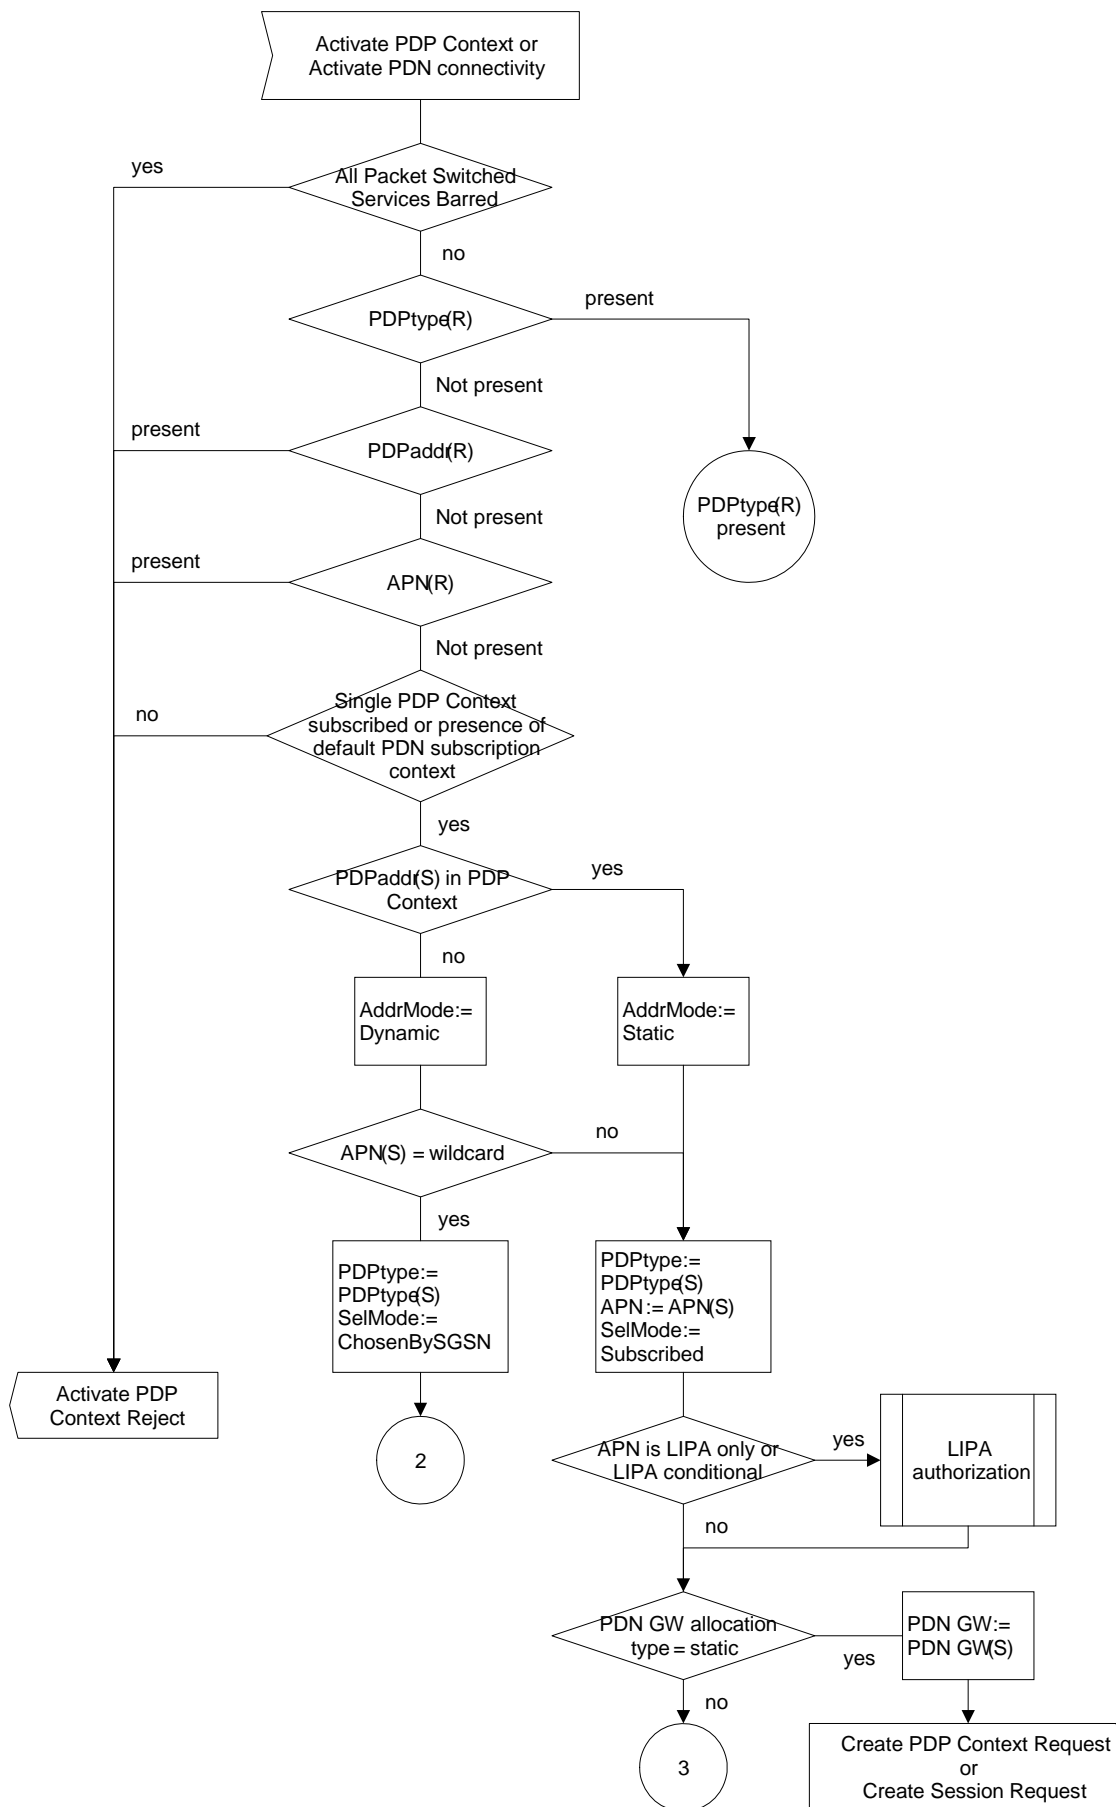 Activate PDP Context or
Activate PDN connectivity
yes
All Packet Switched
Services Barred
no
present
PDPtype(R)
Not present
present
PDPaddr(R)
PDPtype(R)
present
Not present
present
APN(R)
Not present
Single PDP Context
subscribed or presence of
default PDN subscription
context
no
yes
PDPaddr(S) in PDP
Context
yes
no
AddrMode:=
Dynamic
AddrMode:=
Static
APN(S) = wildcard
no
yes
PDPtype:=
PDPtype(S)
SelMode:=
ChosenBySGSN
PDPtype:=
PDPtype(S)
APN := APN(S)
SelMode:=
Subscribed
Activate PDP
Context Reject
2
APN is LIPA only or
LIPA conditional
yes
LIPA
authorization
no
PDN GW allocation
type = static
yes
PDN GW:=
PDN GW(S)
no
3
Create PDP Context Request
or
Create Session Request